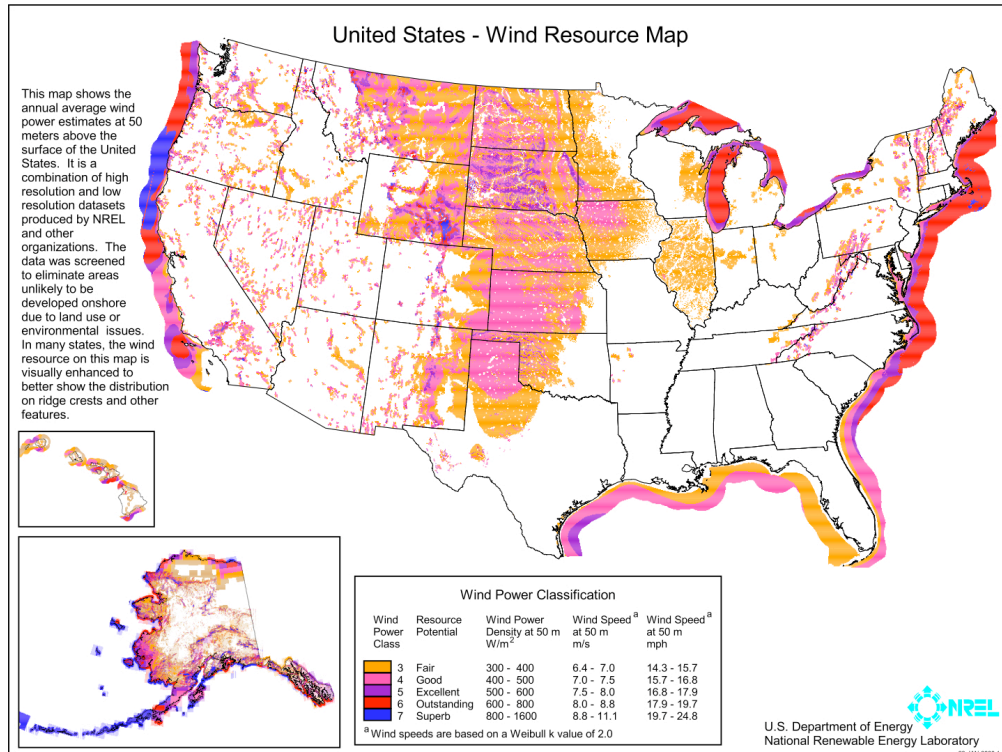 United States - Wind Resource Map
This map shows the
annual average wind
power estimates at 50
meters above the
surface of the United
States. It is a
combination of high
resolution and low
resolution datasets
produced by NREL
and other
organizations. The
data was screened
to eliminate areas
unlikely to be
developed onshore
due to land use or
environmental issues.
In many states, the wind
resource on this map is
visually enhanced to
better show the distribution
on ridge crests and other
features.
Wind Power Classification
Wind Resource Wind Power Wind Speed a Wind Speed a
Power Potential Density at 50 m at 50 m at 50 m
Class W/m2 m/s mph
3 Fair 300 - 400 6.4 - 7.0 14.3 - 15.7
4 Good 400 - 500 7.0 - 7.5 15.7 - 16.8
5 Excellent 500 - 600 7.5 - 8.0 16.8 - 17.9
6 Outstanding 600 - 800 8.0 - 8.8 17.9 - 19.7
7 Superb 800 - 1600 8.8 - 11.1 19.7 - 24.8
a Wind speeds are based on a Weibull k value of 2.0
NREL
U.S. Department of Energy
National Renewable Energy Laboratory